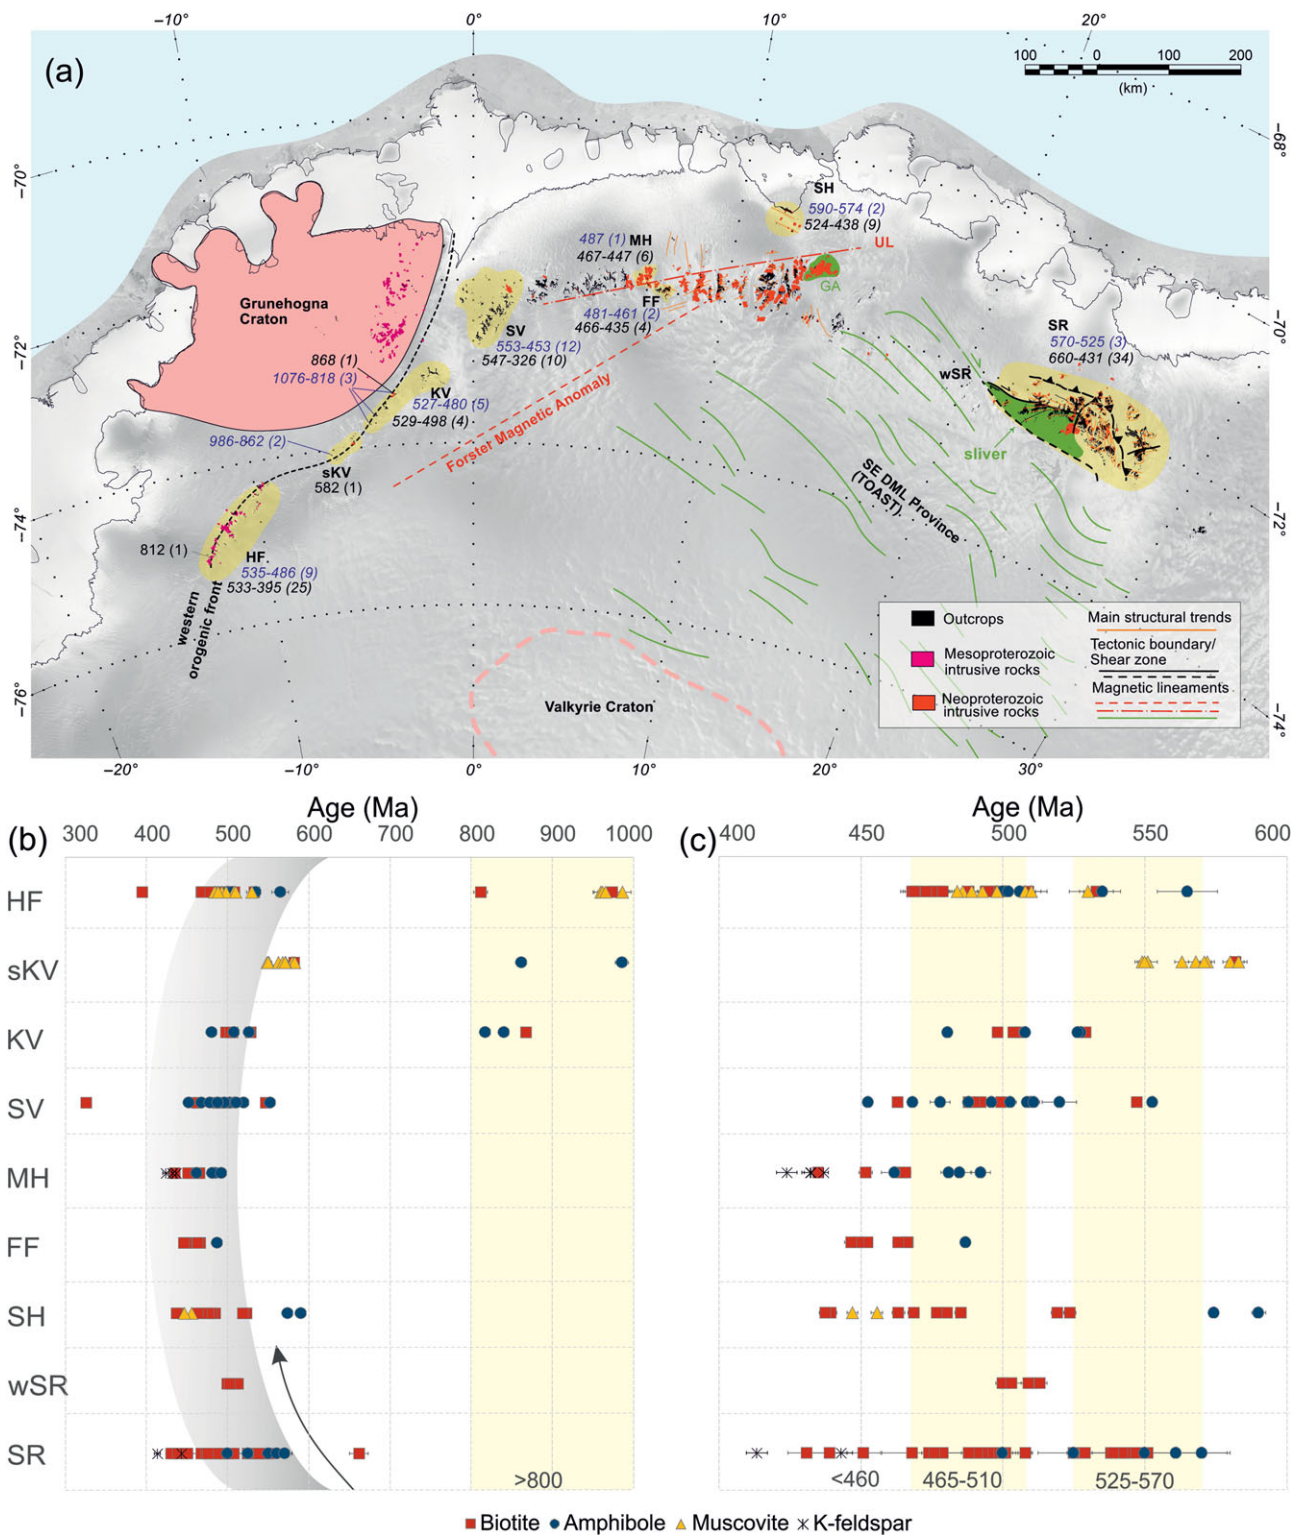 −10°
0°
10°
20°
(a)
100 0 100 200
(km)
−68°
−70°
SH
590-574 (2)
524-438 (9)
487 (1) MH
467-447 (6)
UL
GA
Grunehogna
Craton
FF
481-461 (2)
466-435 (4)
SV
553-453 (12)
547-326 (10)
SR
570-525 (3)
660-431 (34)
−70°
−72°
868 (1)
1076-818 (3)
KV
527-480 (5)
529-498 (4)
wSR
Forster Magnetic Anomaly
986-862 (2)
sKV
582 (1)
sliver
SE DML Province
(TOAST)
−74°
−72°
812 (1)
HF
535-486 (9)
533-395 (25)
western
orogenic front
Outcrops
Mesoproterozoic
intrusive rocks
Neoproterozoic
intrusive rocks
Main structural trends
Tectonic boundary/
Shear zone
Magnetic lineaments
−76°
Valkyrie Craton
−74°
−20°
−10°
0°
10°
20°
30°
(b)
Age (Ma)
300 400 500 600 700 800 900 1000
(c)
Age (Ma)
400 450 500 550 600
HF
sKV
KV
SV
MH
FF
SH
wSR
SR
>800
<460
465-510
525-570
Biotite Amphibole Muscovite K-feldspar